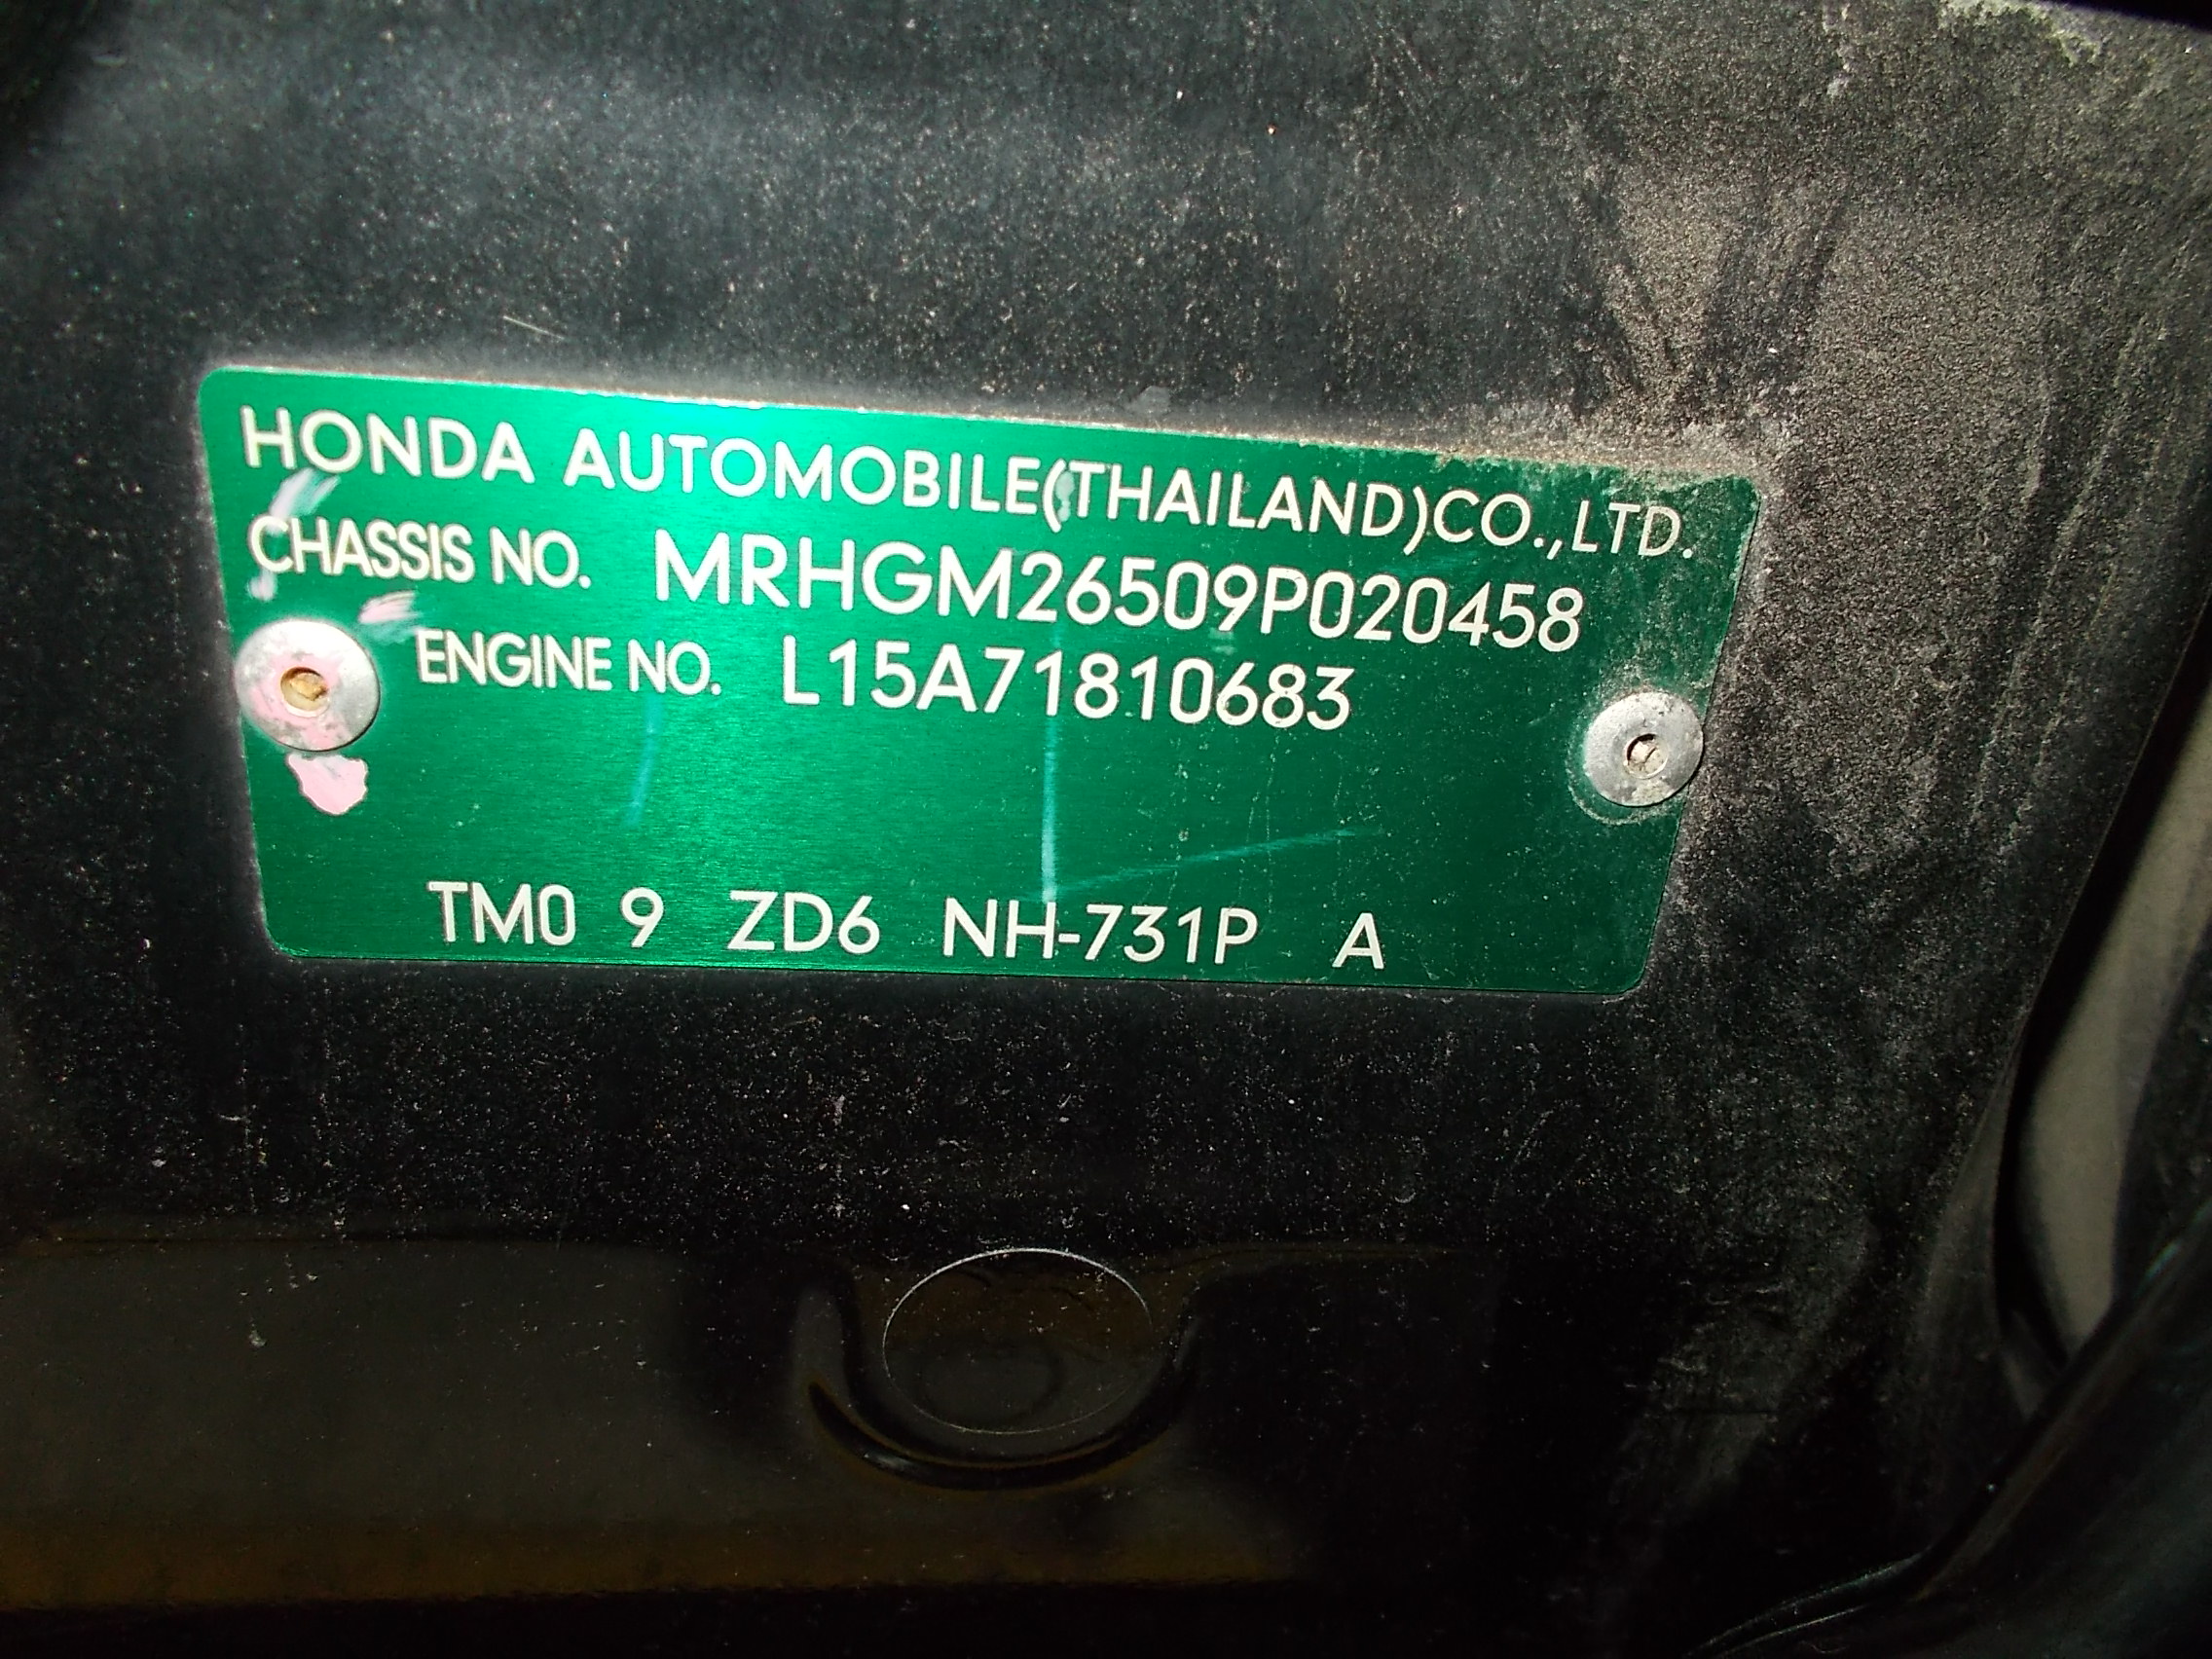 HONDA AUTOMOBILE(THAILAND)CO.,LTD.
CHASSIS NO. MRHGM26509P020458
ENGINE NO. L15A71810683
TM0 9 ZD6 NH-731P A